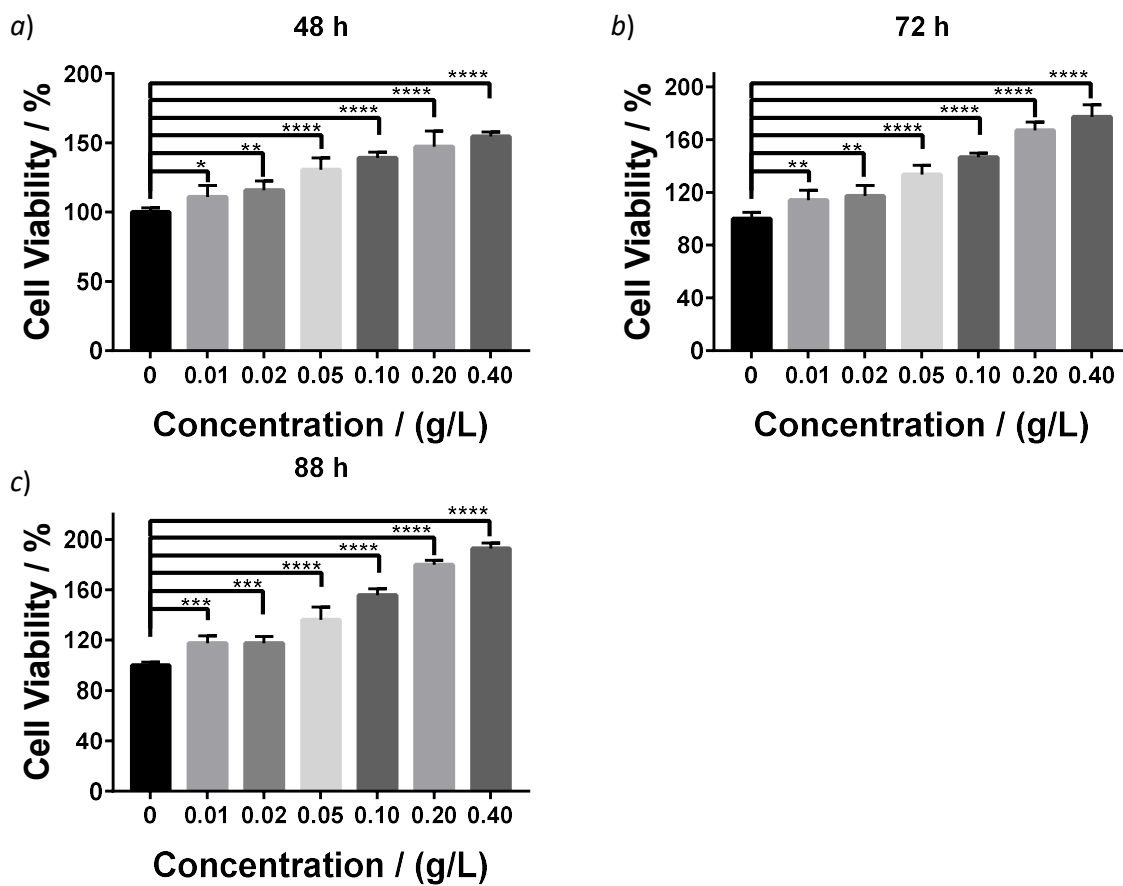 a)
48 h
Cell Viability / %
200
150
100
50
0
****
****
****
****
**
*
0 0.01 0.02 0.05 0.10 0.20 0.40
Concentration / (g/L)
b)
72 h
Cell Viability / %
200
160
120
80
40
0
****
****
****
****
**
**
0 0.01 0.02 0.05 0.10 0.20 0.40
Concentration / (g/L)
c)
88 h
Cell Viability / %
200
160
120
80
40
0
****
****
****
****
***
***
0 0.01 0.02 0.05 0.10 0.20 0.40
Concentration / (g/L)